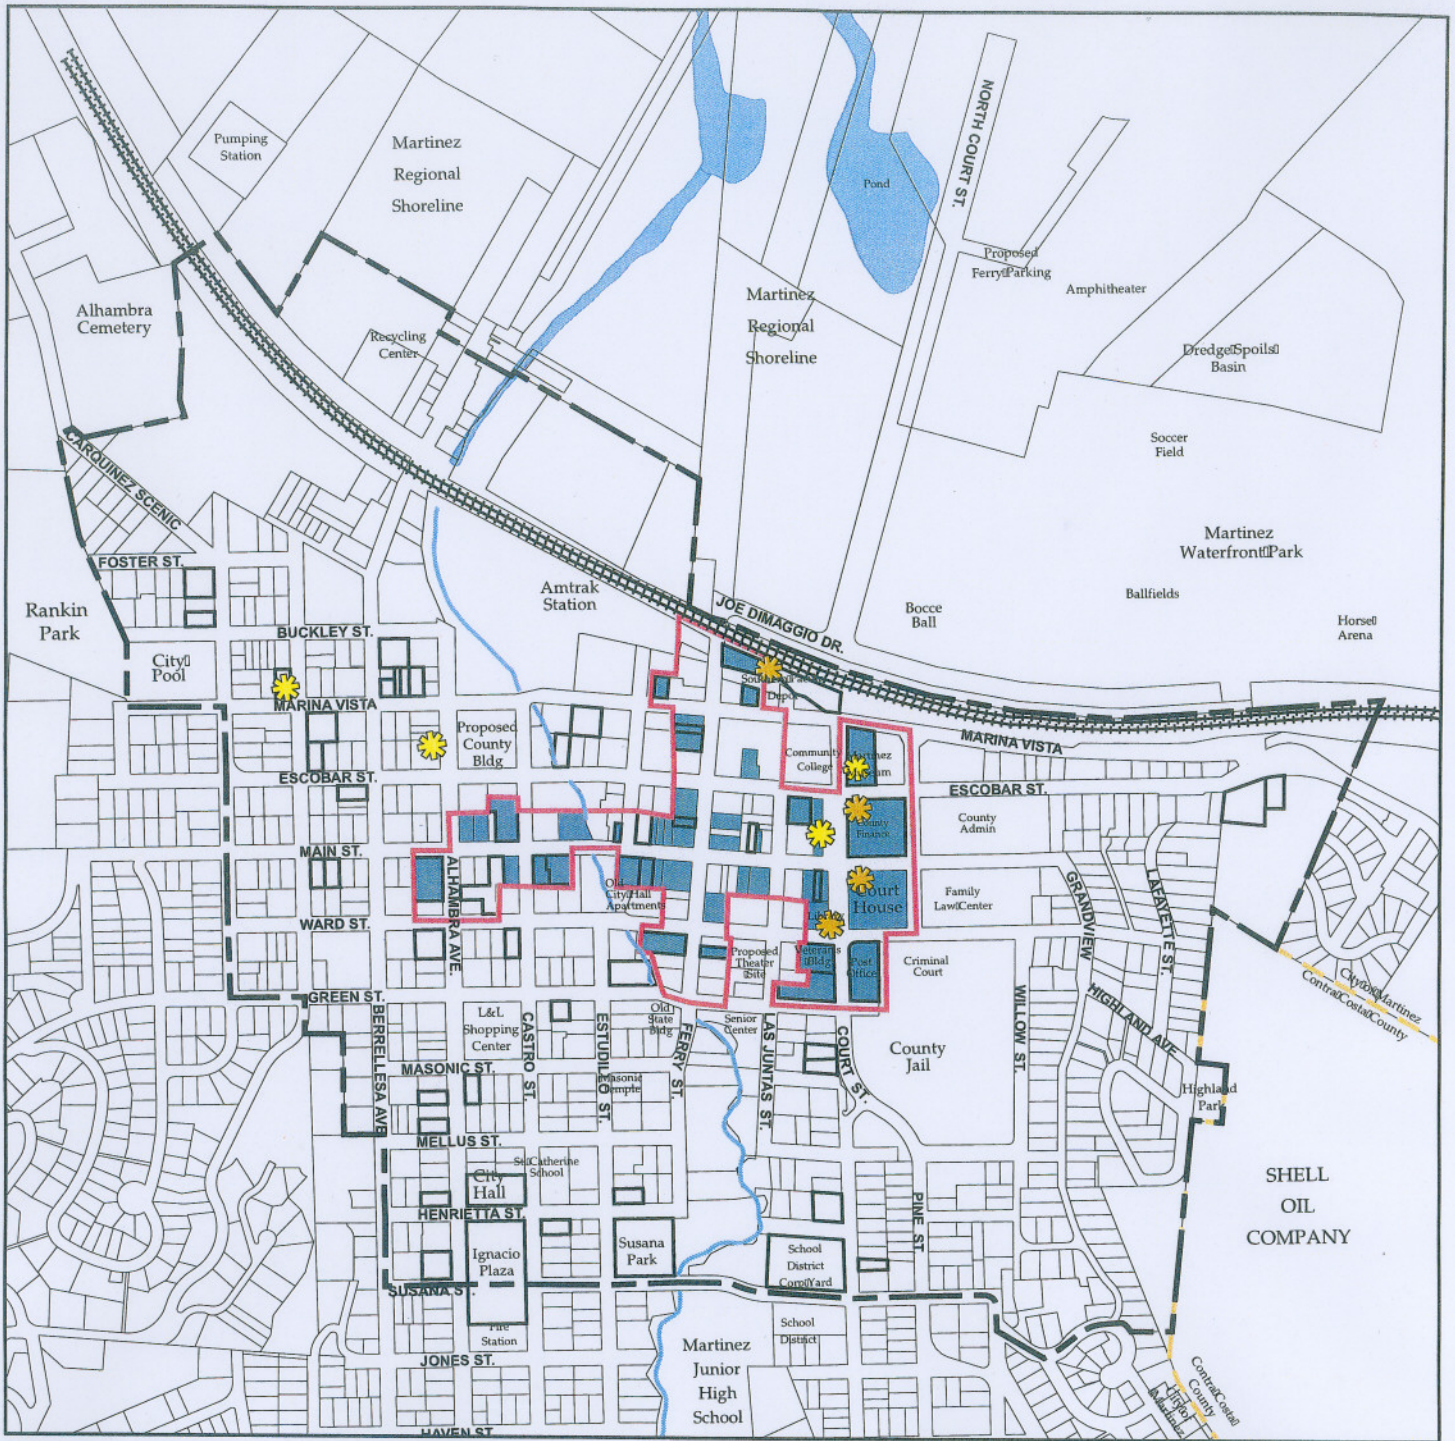 NORTH COURT ST.
Pumping
Station
Martinez
Regional
Shoreline
Pond
Proposed
Ferry Parking
Amphitheater
Alhambra
Cemetery
Martinez
Regional
Shoreline
Recycling
Center
Dredge Spoils
Basin
Soccer
Field
CARQUINEZ SCENIC
Martinez
Waterfront Park
FOSTER ST.
Amtrak
Station
Rankin
Park
JOE DIMAGGIO DR.
Bocce
Ball
Ballfields
Horse
Arena
BUCKLEY ST.
City
Pool
Depot
MARINA VISTA
MARINA VISTA
Proposed
County
Bldg
Community
College
Martinez
ESCOBAR ST.
ESCOBAR ST.
County
Admin
County
Finance
MAIN ST.
ALHAMBRA AVE.
Old
City Hall
Apartments
Court
House
Family
Law Center
GRANDVIEW
LAFAYETTE ST.
WARD ST.
Proposed
Theater
Site
Veterans
Bldg
Post
Office
Criminal
Court
City of Martinez
Contra Costa County
GREEN ST.
BERRELLESA AVE
L&L
Shopping
Center
CASTRO ST.
ESTUDILLO ST.
Old
State
Bldg
FERRY ST.
Senior
Center
LAS JUNTAS ST.
COURT ST.
County
Jail
WILLOW ST.
HIGHLAND AVE
MASONIC ST.
Masonic
Temple
Highland
Park
MELLUS ST.
St Catherine
School
City
Hall
HENRIETTA ST.
PINE ST
SHELL
OIL
COMPANY
Ignacio
Plaza
Susana
Park
School
District
Corp Yard
SUSANA ST.
Fire
Station
School
District
Martinez
Junior
High
School
JONES ST.
Contra Costa
County
City of
Martinez
HAVEN ST.